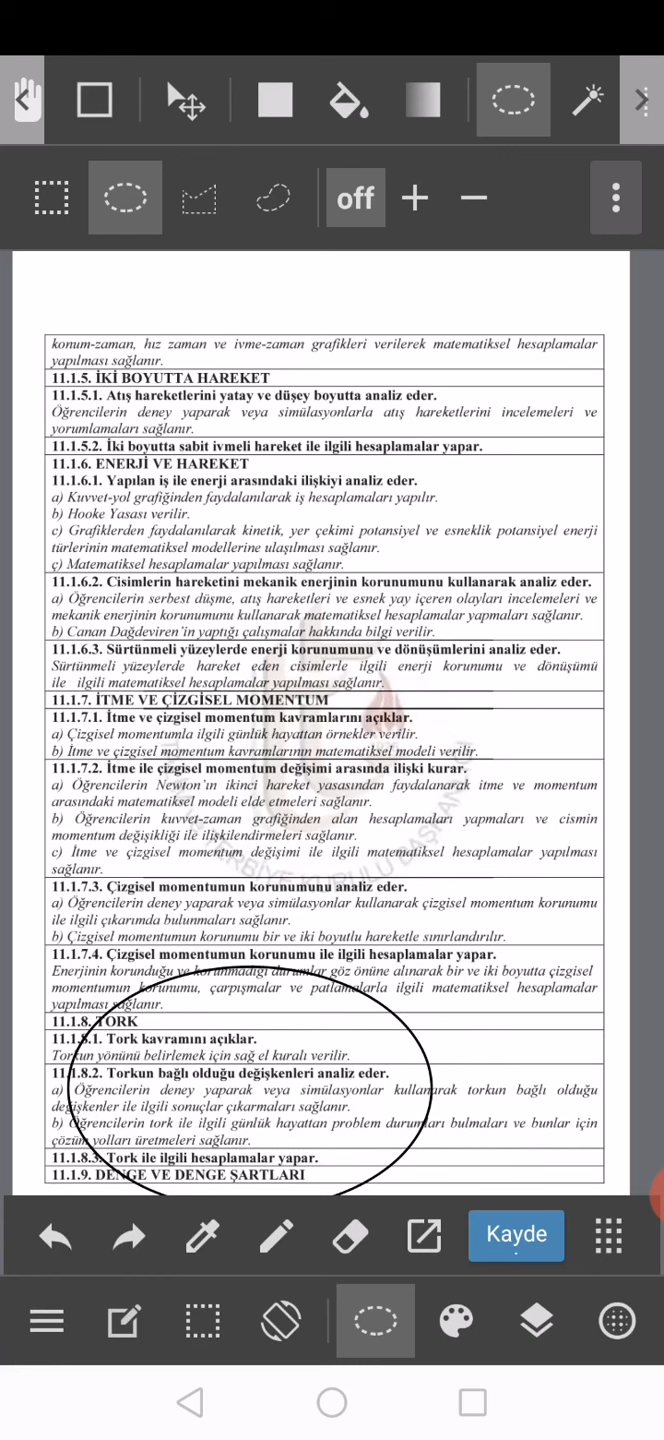 off
konum-zaman, hız zaman ve ivme-zaman grafikleri verilerek matematiksel hesaplamalar
yapılması sağlanır.
11.1.5. İKİ BOYUTTA HAREKET
11.1.5.1. Atış hareketlerini yatay ve düşey boyutta analiz eder.
Öğrencilerin deney yaparak veya simülasyonlarla atış hareketlerini incelemeleri ve
yorumlamaları sağlanır.
11.1.5.2. İki boyutta sabit ivmeli hareket ile ilgili hesaplamalar yapar.
11.1.6. ENERJİ VE HAREKET
11.1.6.1. Yapılan iş ile enerji arasındaki ilişkiyi analiz eder.
a) Kuvvet-yol grafiğinden faydalanılarak iş hesaplamaları yapılır.
b) Hooke Yasası verilir.
c) Grafiklerden faydalanılarak kinetik, yer çekimi potansiyel ve esneklik potansiyel enerji
türlerinin matematiksel modellerine ulaşılması sağlanır.
ç) Matematiksel hesaplamalar yapılması sağlanır.
11.1.6.2. Cisimlerin hareketini mekanik enerjinin korunumunu kullanarak analiz eder.
a) Öğrencilerin serbest düşme, atış hareketleri ve esnek yay içeren olayları incelemeleri ve
mekanik enerjinin korunumunu kullanarak matematiksel hesaplamalar yapmaları sağlanır.
b) Canan Dağdeviren'in yaptığı çalışmalar hakkında bilgi verilir.
11.1.6.3. Sürtünmeli yüzeylerde enerji korunumunu ve dönüşümlerini analiz eder.
Sürtünmeli yüzeylerde hareket eden cisimlerle ilgili enerji korunumu ve dönüşümü
ile ilgili matematiksel hesaplamalar yapılması sağlanır.
11.1.7. İTME VE ÇİZGİSEL MOMENTUM
11.1.7.1. İtme ve çizgisel momentum kavramlarını açıklar.
a) Çizgisel momentumla ilgili günlük hayattan örnekler verilir.
b) İtme ve çizgisel momentum kavramlarının matematiksel modeli verilir.
11.1.7.2. İtme ile çizgisel momentum değişimi arasında ilişki kurar.
a) Öğrencilerin Newton'ın ikinci hareket yasasından faydalanarak itme ve momentum
arasındaki matematiksel modeli elde etmeleri sağlanır.
b) Öğrencilerin kuvvet-zaman grafiğinden alan hesaplamaları yapmaları ve cismin
momentum değişikliği ile ilişkilendirmeleri sağlanır.
c) İtme ve çizgisel momentum değişimi ile ilgili matematiksel hesaplamalar yapılması
sağlanır.
11.1.7.3. Çizgisel momentumun korunumunu analiz eder.
a) Öğrencilerin deney yaparak veya simülasyonlar kullanarak çizgisel momentum korunumu
ile ilgili çıkarımda bulunmaları sağlanır.
b) Çizgisel momentumun korunumu bir ve iki boyutlu hareketle sınırlandırılır.
11.1.7.4. Çizgisel momentumun korunumu ile ilgili hesaplamalar yapar.
Enerjinin korunduğu ve korunmadığı durumlar göz önüne alınarak bir ve iki boyutta çizgisel
momentumun korunumu, çarpışmalar ve patlamalarla ilgili matematiksel hesaplamalar
yapılması sağlanır.
11.1.8. TORK
11.1.8.1. Tork kavramını açıklar.
Torkun yönünü belirlemek için sağ el kuralı verilir.
11.1.8.2. Torkun bağlı olduğu değişkenleri analiz eder.
a) Öğrencilerin deney yaparak veya simülasyonlar kullanarak torkun bağlı olduğu
değişkenler ile ilgili sonuçlar çıkarmaları sağlanır.
b) Öğrencilerin tork ile ilgili günlük hayattan problem durumları bulmaları ve bunlar için
çözüm yolları üretmeleri sağlanır.
11.1.8.3. Tork ile ilgili hesaplamalar yapar.
11.1.9. DENGE VE DENGE ŞARTLARI
Kayde